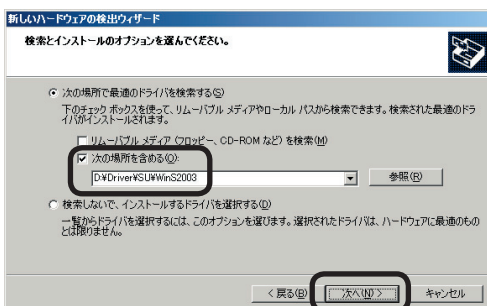 新しいハードウェアの検出ウィザード
検索とインストールのオプションを選んでください。
次の場所で最適のドライバを検索する(S)
下のチェック ボックスを使って、リムーバブル メディアやローカル パスから検索できます。検索された最適のドラ
イバがインストールされます。
リムーバブル メディア (フロッピー、CD-ROM など) を検索(M)
次の場所を含める(O):
D¥Driver¥SU¥WinS2003
参照(R)
検索しないで、インストールするドライバを選択する(D)
一覧からドライバを選択するには、このオプションを選びます。選択されたドライバは、ハードウェアに最適のもの
とは限りません。
< 戻る(B)
次へ(N) >
キャンセル